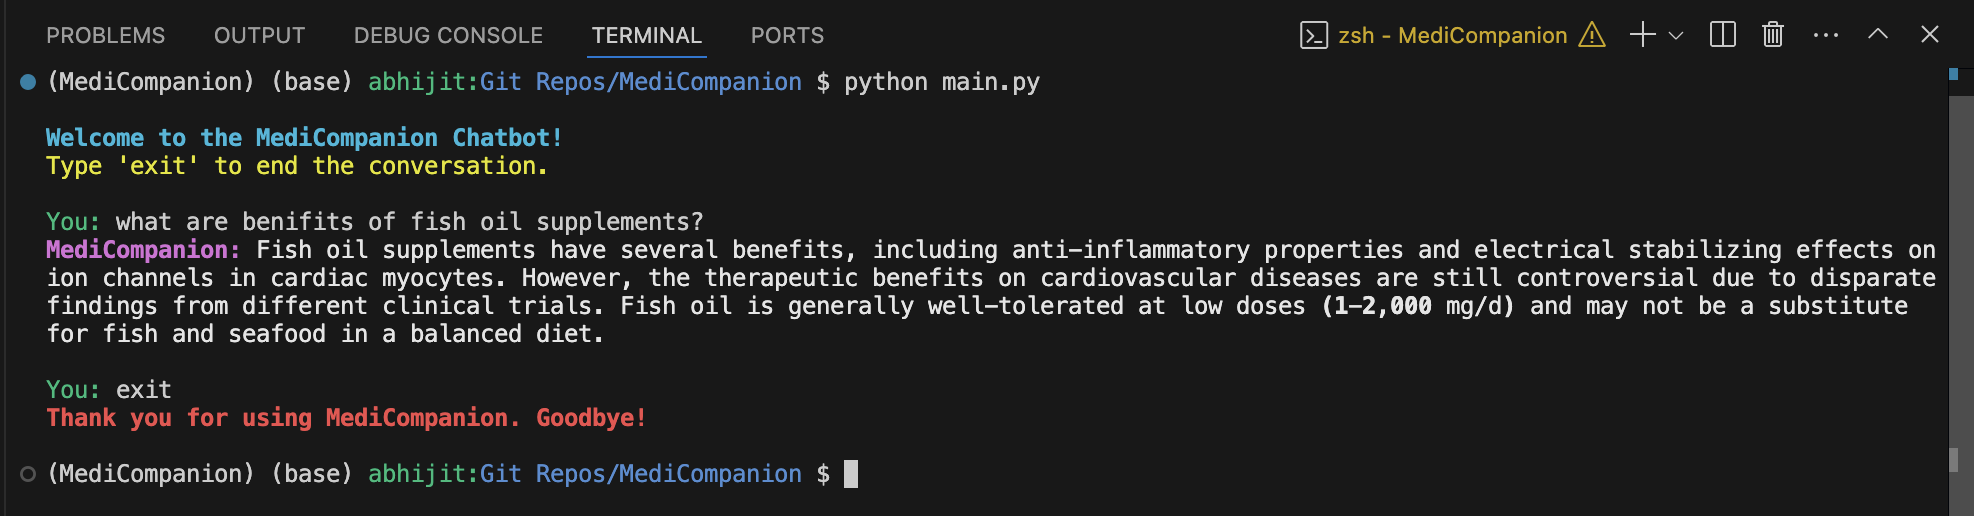 PROBLEMS OUTPUT DEBUG CONSOLE TERMINAL PORTS zsh - MediCompanion
(MediCompanion) (base) abhijit:Git Repos/MediCompanion $ python main.py
Welcome to the MediCompanion Chatbot!
Type 'exit' to end the conversation.
You: what are benifits of fish oil supplements?
MediCompanion: Fish oil supplements have several benefits, including anti-inflammatory properties and electrical stabilizing effects on
ion channels in cardiac myocytes. However, the therapeutic benefits on cardiovascular diseases are still controversial due to disparate
findings from different clinical trials. Fish oil is generally well-tolerated at low doses (1-2,000 mg/d) and may not be a substitute
for fish and seafood in a balanced diet.
You: exit
Thank you for using MediCompanion. Goodbye!
(MediCompanion) (base) abhijit:Git Repos/MediCompanion $